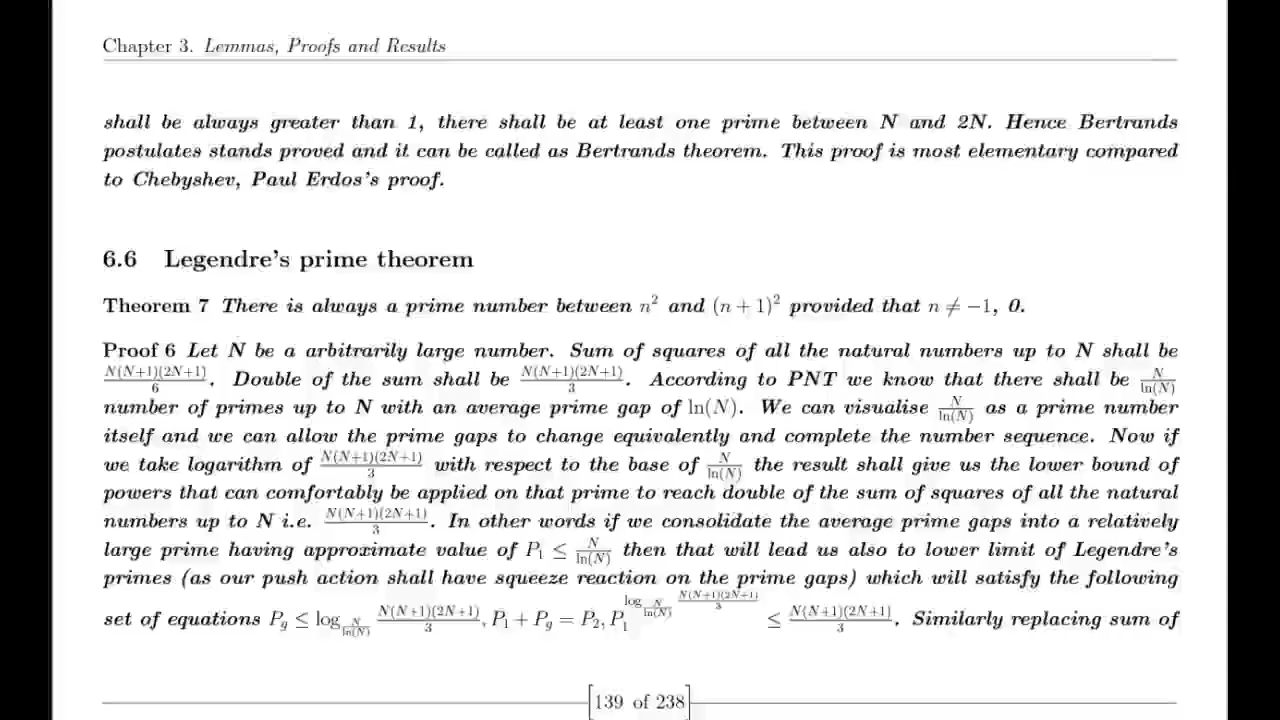 Chapter 3. Lemmas, Proofs and Results
shall be always greater than 1, there shall be at least one prime between N and 2N. Hence Bertrands
postulates stands proved and it can be called as Bertrands theorem. This proof is most elementary compared
to Chebyshev, Paul Erdos's proof.
6.6 Legendre's prime theorem
Theorem 7 There is always a prime number between n² and (n + 1)² provided that n ≠ −1, 0.
Proof 6 Let N be a arbitrarily large number. Sum of squares of all the natural numbers up to N shall be
N(N+1)(2N+1)/6. Double of the sum shall be N(N+1)(2N+1)/3. According to PNT we know that there shall be N/ln(N)
number of primes up to N with an average prime gap of ln(N). We can visualise N/ln(N) as a prime number
itself and we can allow the prime gaps to change equivalently and complete the number sequence. Now if
we take logarithm of N(N+1)(2N+1)/3 with respect to the base of N/ln(N) the result shall give us the lower bound of
powers that can comfortably be applied on that prime to reach double of the sum of squares of all the natural
numbers up to N i.e. N(N+1)(2N+1)/3. In other words if we consolidate the average prime gaps into a relatively
large prime having approximate value of P₁ ≤ N/ln(N) then that will lead us also to lower limit of Legendre's
primes (as our push action shall have squeeze reaction on the prime gaps) which will satisfy the following
set of equations P_g ≤ log_{N/ln(N)} N(N+1)(2N+1)/3, P₁ + P_g = P₂, P₁^{log_{N/ln(N)} N(N+1)(2N+1)/3} ≤ N(N+1)(2N+1)/3. Similarly replacing sum of
139 of 238